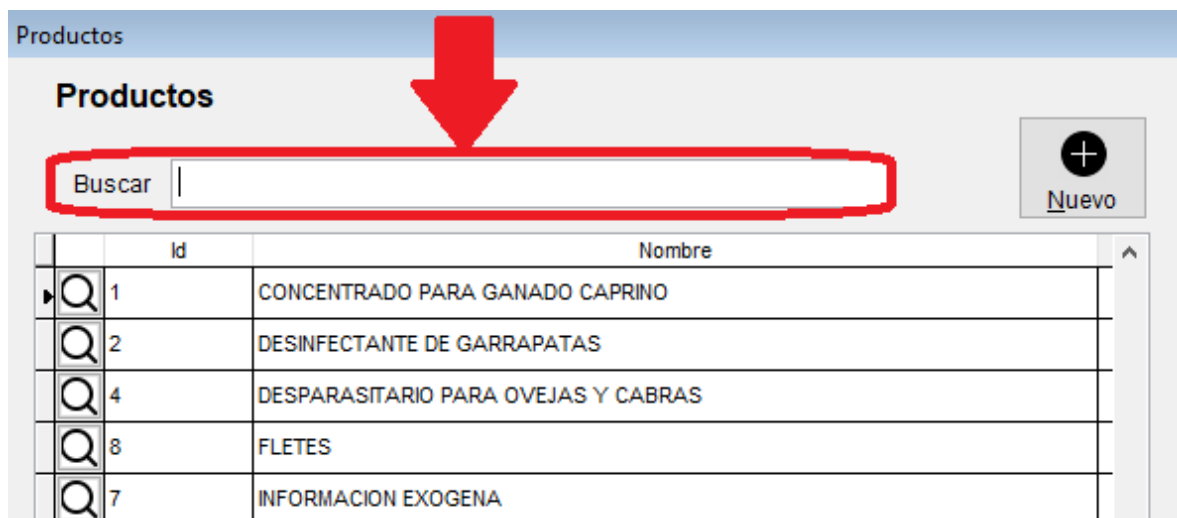 Productos
Productos
Buscar
Nuevo
Id Nombre
1 CONCENTRADO PARA GANADO CAPRINO
2 DESINFECTANTE DE GARRAPATAS
4 DESPARASITARIO PARA OVEJAS Y CABRAS
8 FLETES
7 INFORMACION EXOGENA